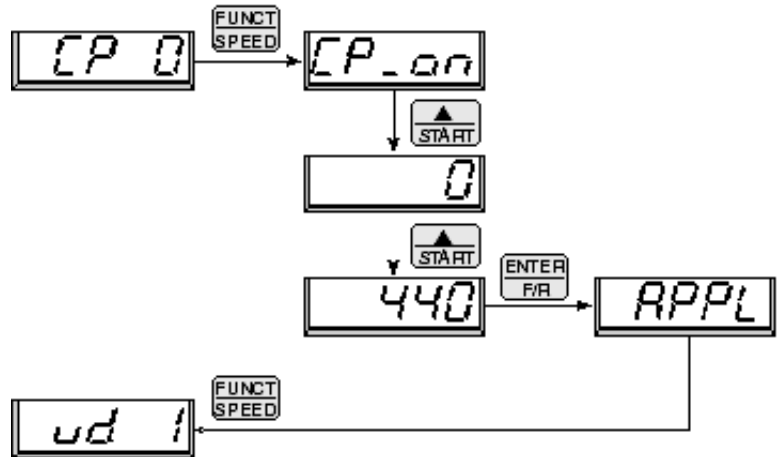 FUNCT
SPEED
CP 0
CP_on
START
0
START
440
ENTER
F/R
APPL
FUNCT
SPEED
ud 1